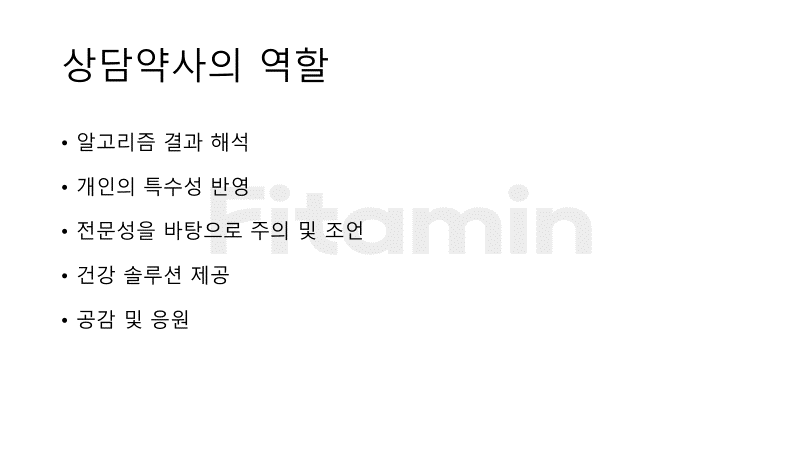 상담약사의 역할
• 알고리즘 결과 해석
• 개인의 특수성 반영
• 전문성을 바탕으로 주의 및 조언
• 건강 솔루션 제공
• 공감 및 응원
Fitamin